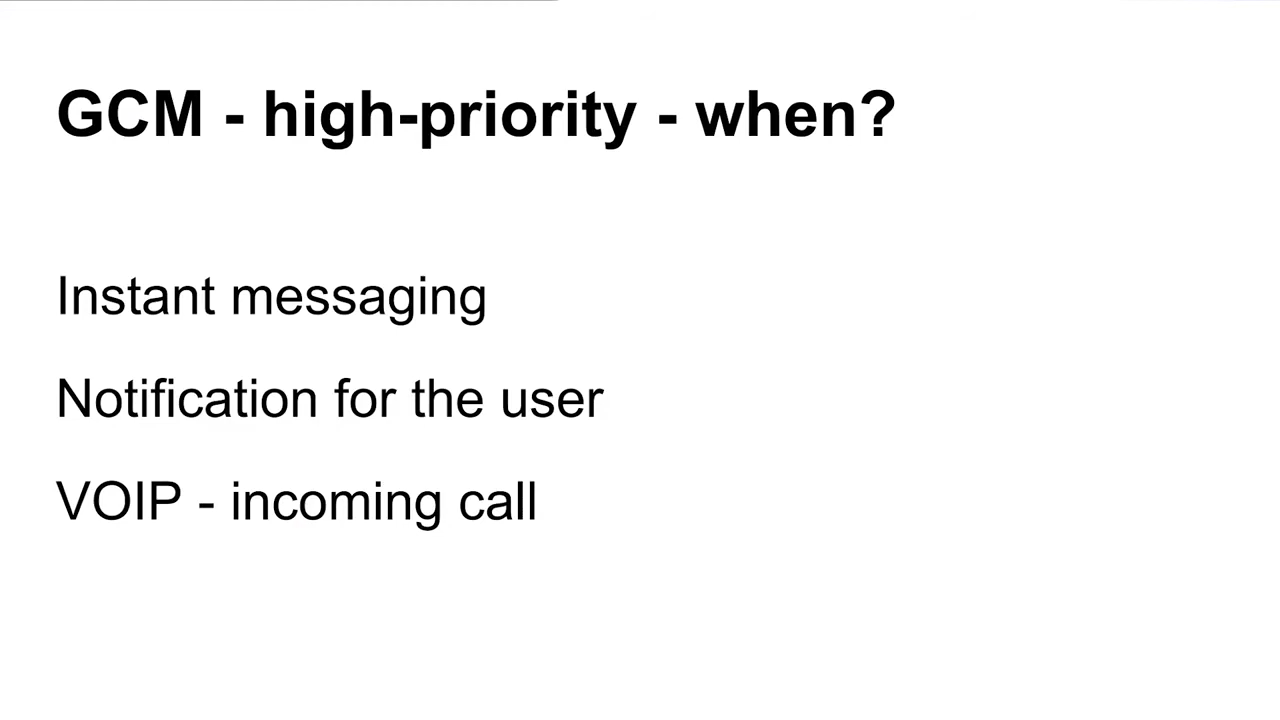 GCM - high-priority - when?
Instant messaging
Notification for the user
VOIP - incoming call